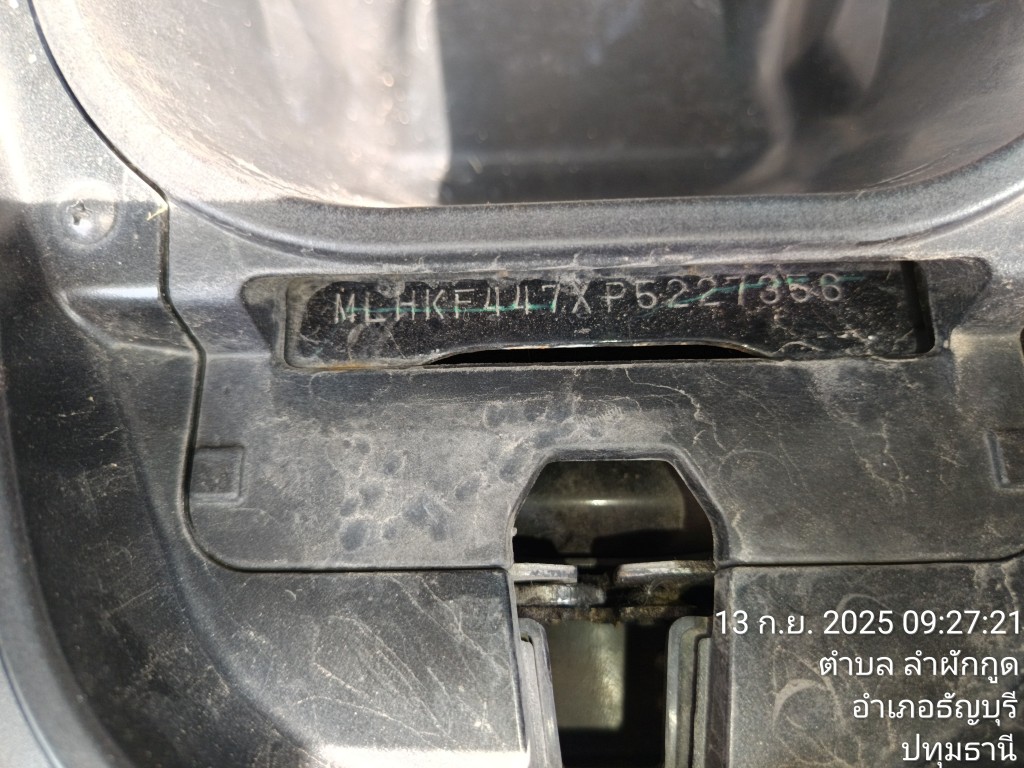 MLHKF447XP5227356
13 ก.ย. 2025 09:27:21
ตำบล ลำผักกูด
อำเภอธัญบุรี
ปทุมธานี